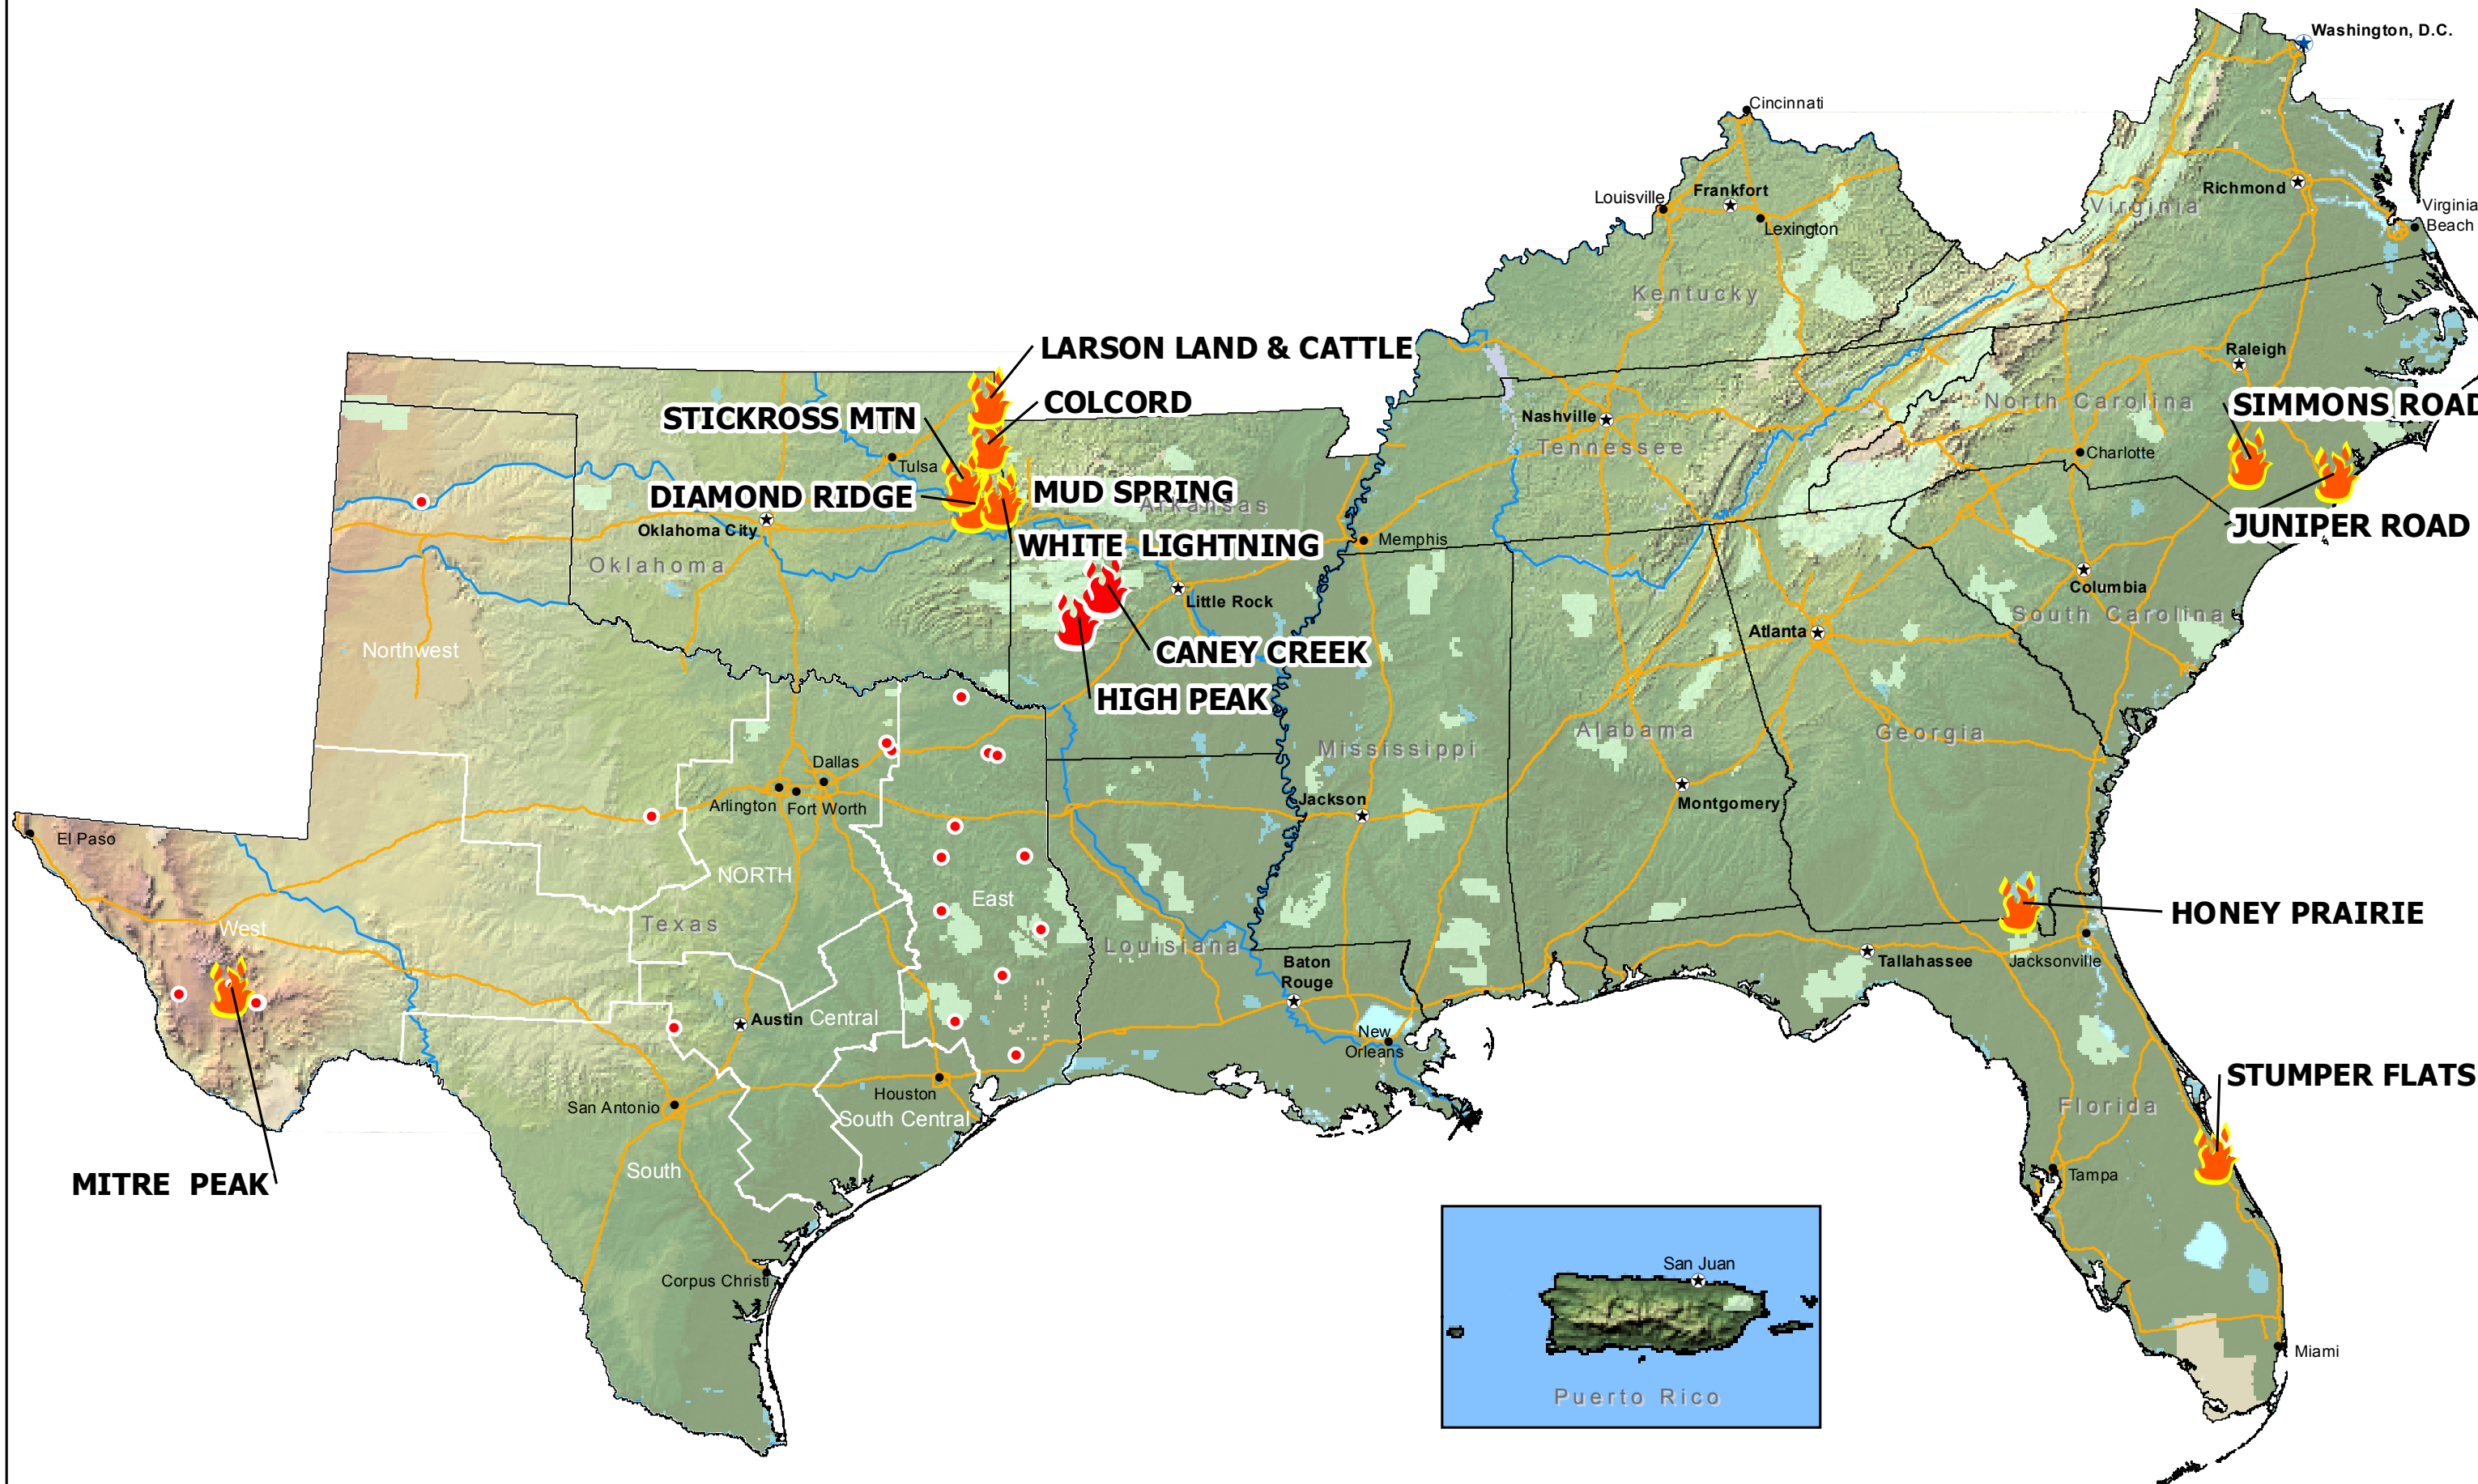 Washington, D.C.
Cincinnati
Louisville
Frankfort
Lexington
Richmond
Virginia
Virginia
Beach
Kentucky
LARSON LAND & CATTLE
COLCORD
STICKROSS MTN
Tulsa
DIAMOND RIDGE
MUD SPRING
Arkansas
Oklahoma City
Oklahoma
WHITE LIGHTNING
Memphis
Nashville
Tennessee
Raleigh
North Carolina
SIMMONS ROAD
Charlotte
JUNIPER ROAD
Columbia
South Carolina
Little Rock
CANEY CREEK
HIGH PEAK
Atlanta
Northwest
Mississippi
Alabama
Georgia
Dallas
Arlington
Fort Worth
Jackson
Montgomery
El Paso
NORTH
East
West
Texas
Louisiana
HONEY PRAIRIE
Baton
Rouge
Tallahassee
Jacksonville
Austin
Central
New
Orleans
Houston
San Antonio
South Central
STUMPER FLATS
Florida
MITRE PEAK
South
Tampa
Corpus Christi
San Juan
Puerto Rico
Miami